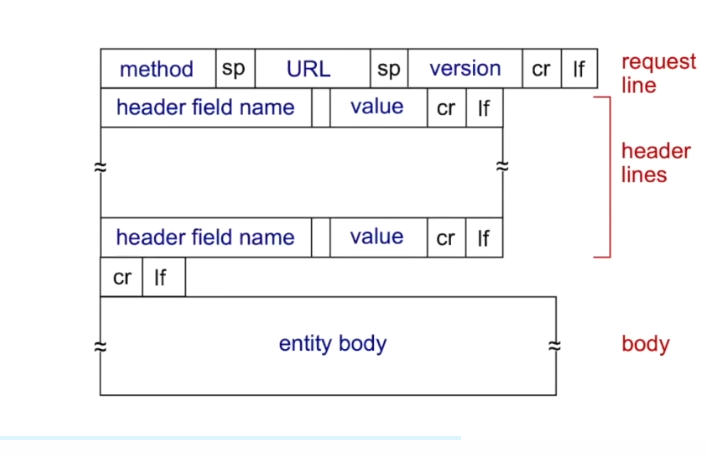 method sp URL sp version cr lf
request
line
header field name value cr lf
header
lines
header field name value cr lf
cr lf
entity body
body